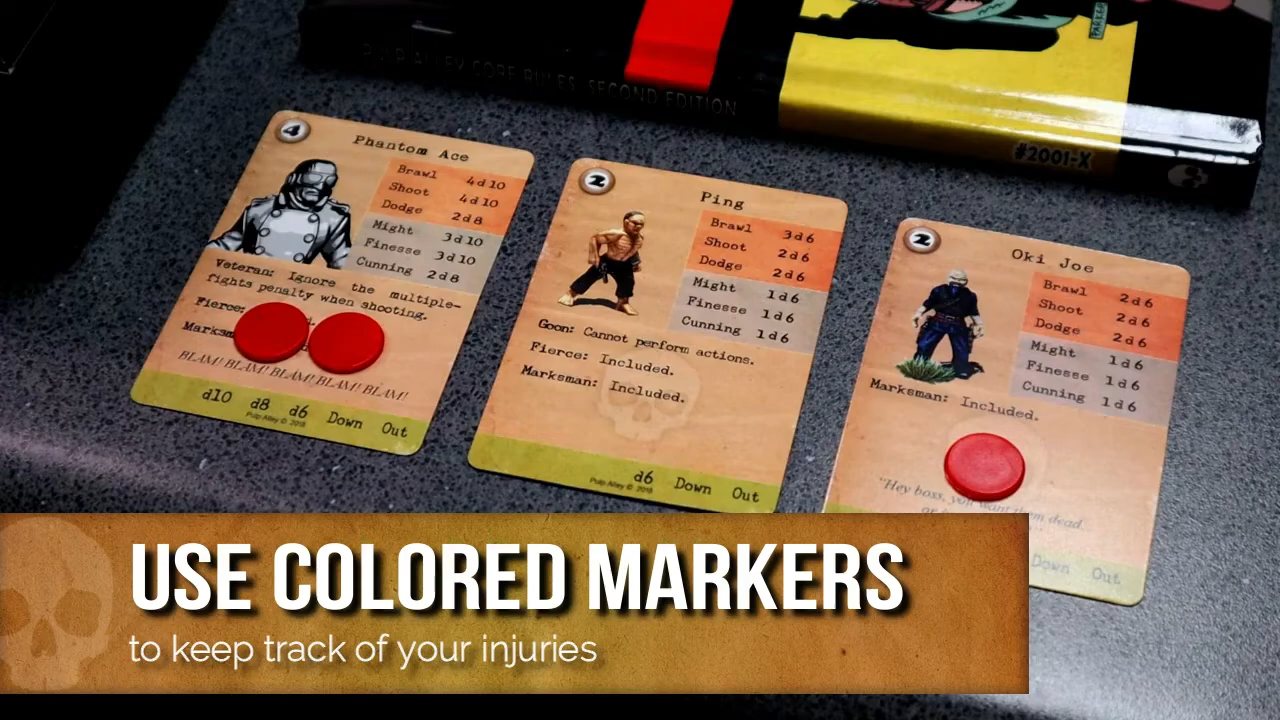 PULP ALLEY CORE RULES: SECOND EDITION
#2001-X
4
Phantom Ace
Brawl 4d10
Shoot 4d10
Dodge 2d8
Might 3d10
Finesse 3d10
Cunning 2d8
Veteran: Ignore the multiple-
fights penalty when shooting.
Fierce:
BLAM! BLAM! BLAM! BLAM! BLAM!
d10 d8 d6 Down Out
Pulp Alley © 2018
2
Ping
Brawl 3d6
Shoot 2d6
Dodge 2d6
Might 1d6
Finesse 1d6
Cunning 1d6
Goon: Cannot perform actions.
Fierce: Included.
Marksman: Included.
d6 Down Out
Pulp Alley © 2018
2
Oki Joe
Brawl 2d6
Shoot 2d6
Dodge 2d6
Might 1d6
Finesse 1d6
Cunning 1d6
Marksman: Included.
"Hey boss, you want them dead.
Down Out
USE COLORED MARKERS
to keep track of your injuries